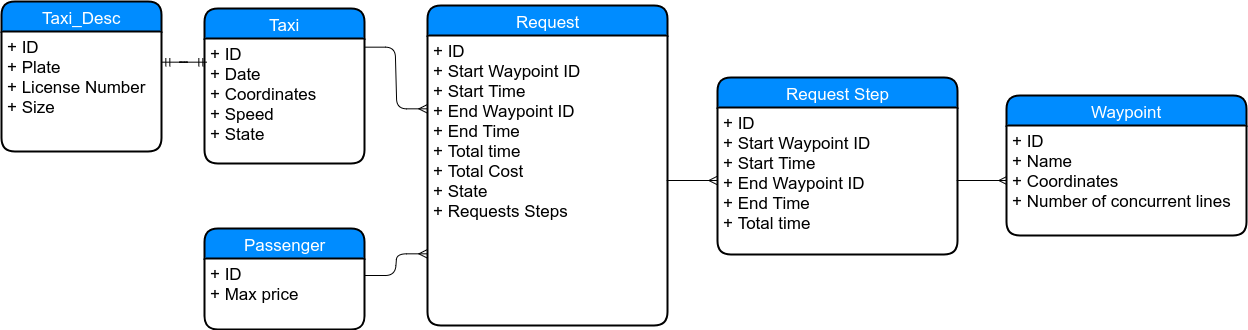 Taxi_Desc
+ ID
+ Plate
+ License Number
+ Size
Taxi
+ ID
+ Date
+ Coordinates
+ Speed
+ State
Passenger
+ ID
+ Max price
Request
+ ID
+ Start Waypoint ID
+ Start Time
+ End Waypoint ID
+ End Time
+ Total time
+ Total Cost
+ State
+ Requests Steps
Request Step
+ ID
+ Start Waypoint ID
+ Start Time
+ End Waypoint ID
+ End Time
+ Total time
Waypoint
+ ID
+ Name
+ Coordinates
+ Number of concurrent lines